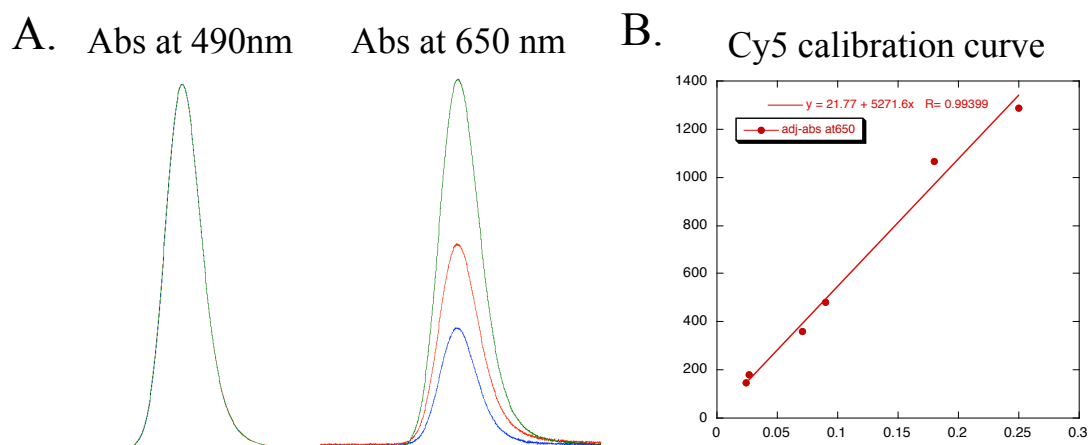 A. Abs at 490nm Abs at 650 nm
B. Cy5 calibration curve
y = 21.77 + 5271.6x R= 0.99399
adj-abs at650
1400
1200
1000
800
600
400
200
0
0 0.05 0.1 0.15 0.2 0.25 0.3